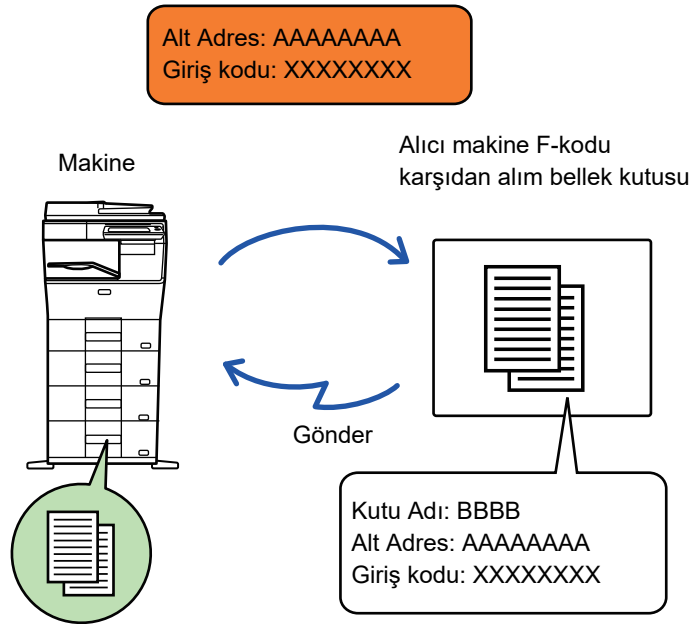 Alt Adres: AAAAAAAA
Giriş kodu: XXXXXXXX
Makine
Alıcı makine F-kodu
karşıdan alım bellek kutusu
Gönder
Kutu Adı: BBBB
Alt Adres: AAAAAAAA
Giriş kodu: XXXXXXXX